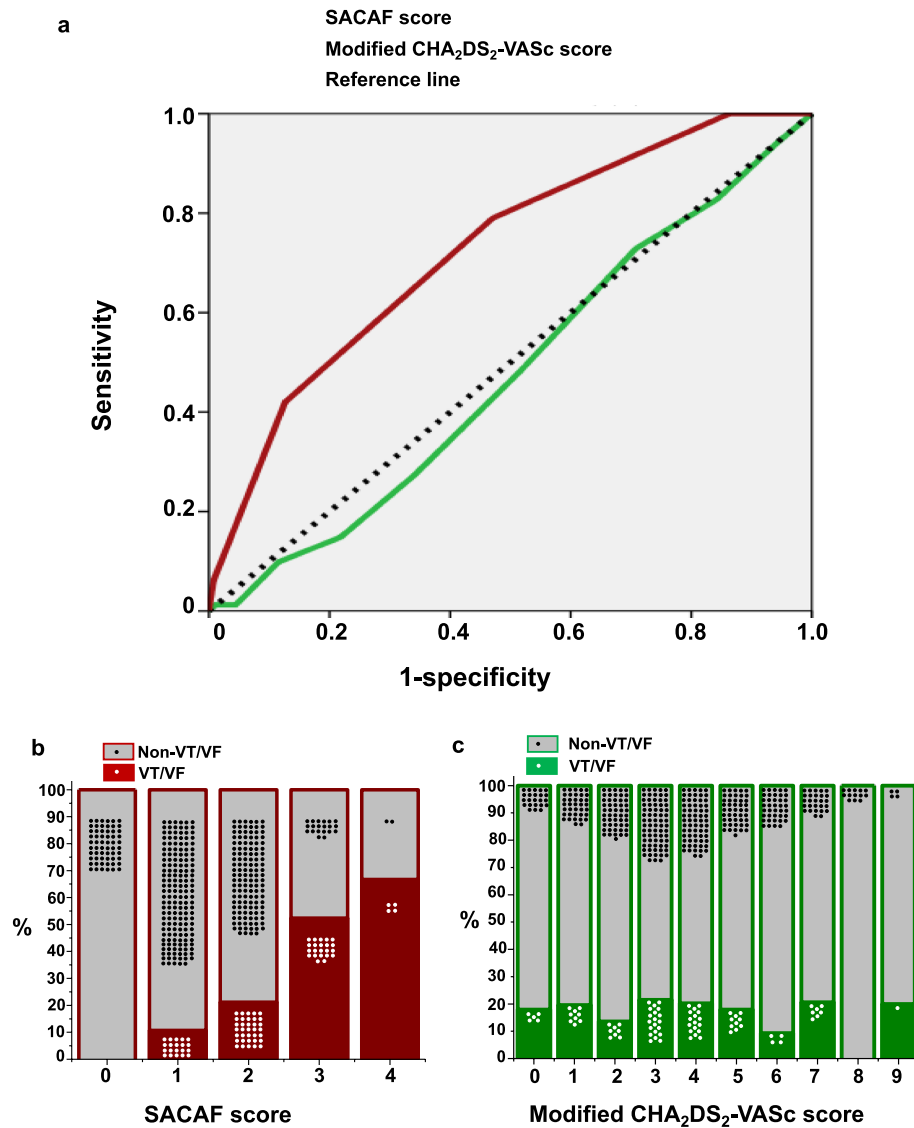 a
SACAF score
Modified CHA₂DS₂-VASc score
Reference line
1.0
0.8
0.6
0.4
0.2
0
Sensitivity
0 0.2 0.4 0.6 0.8 1.0
1-specificity
b
Non-VT/VF
VT/VF
100
90
80
70
60
50
40
30
20
10
0
%
0 1 2 3 4
SACAF score
c
Non-VT/VF
VT/VF
100
90
80
70
60
50
40
30
20
10
0
%
0 1 2 3 4 5 6 7 8 9
Modified CHA₂DS₂-VASc score